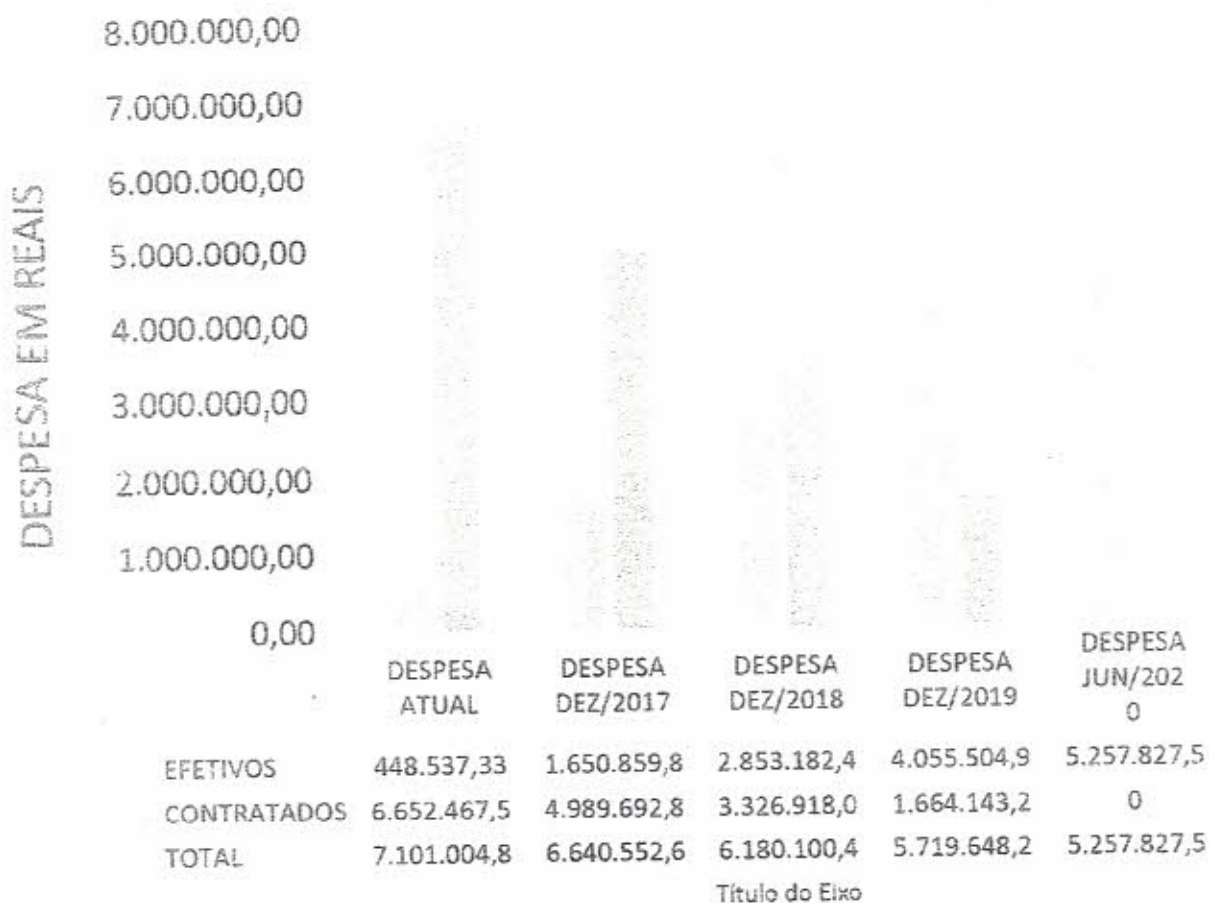 8.000.000,00
7.000.000,00
6.000.000,00
5.000.000,00
4.000.000,00
3.000.000,00
2.000.000,00
1.000.000,00
0,00
DESPESA EM REAIS
DESPESA ATUAL DESPESA DEZ/2017 DESPESA DEZ/2018 DESPESA DEZ/2019 DESPESA JUN/2020
EFETIVOS 448.537,33 1.650.859,8 2.853.182,4 4.055.504,9 5.257.827,5
CONTRATADOS 6.652.467,5 4.989.692,8 3.326.918,0 1.664.143,2 0
TOTAL 7.101.004,8 6.640.552,6 6.180.100,4 5.719.648,2 5.257.827,5
Título do Eixo